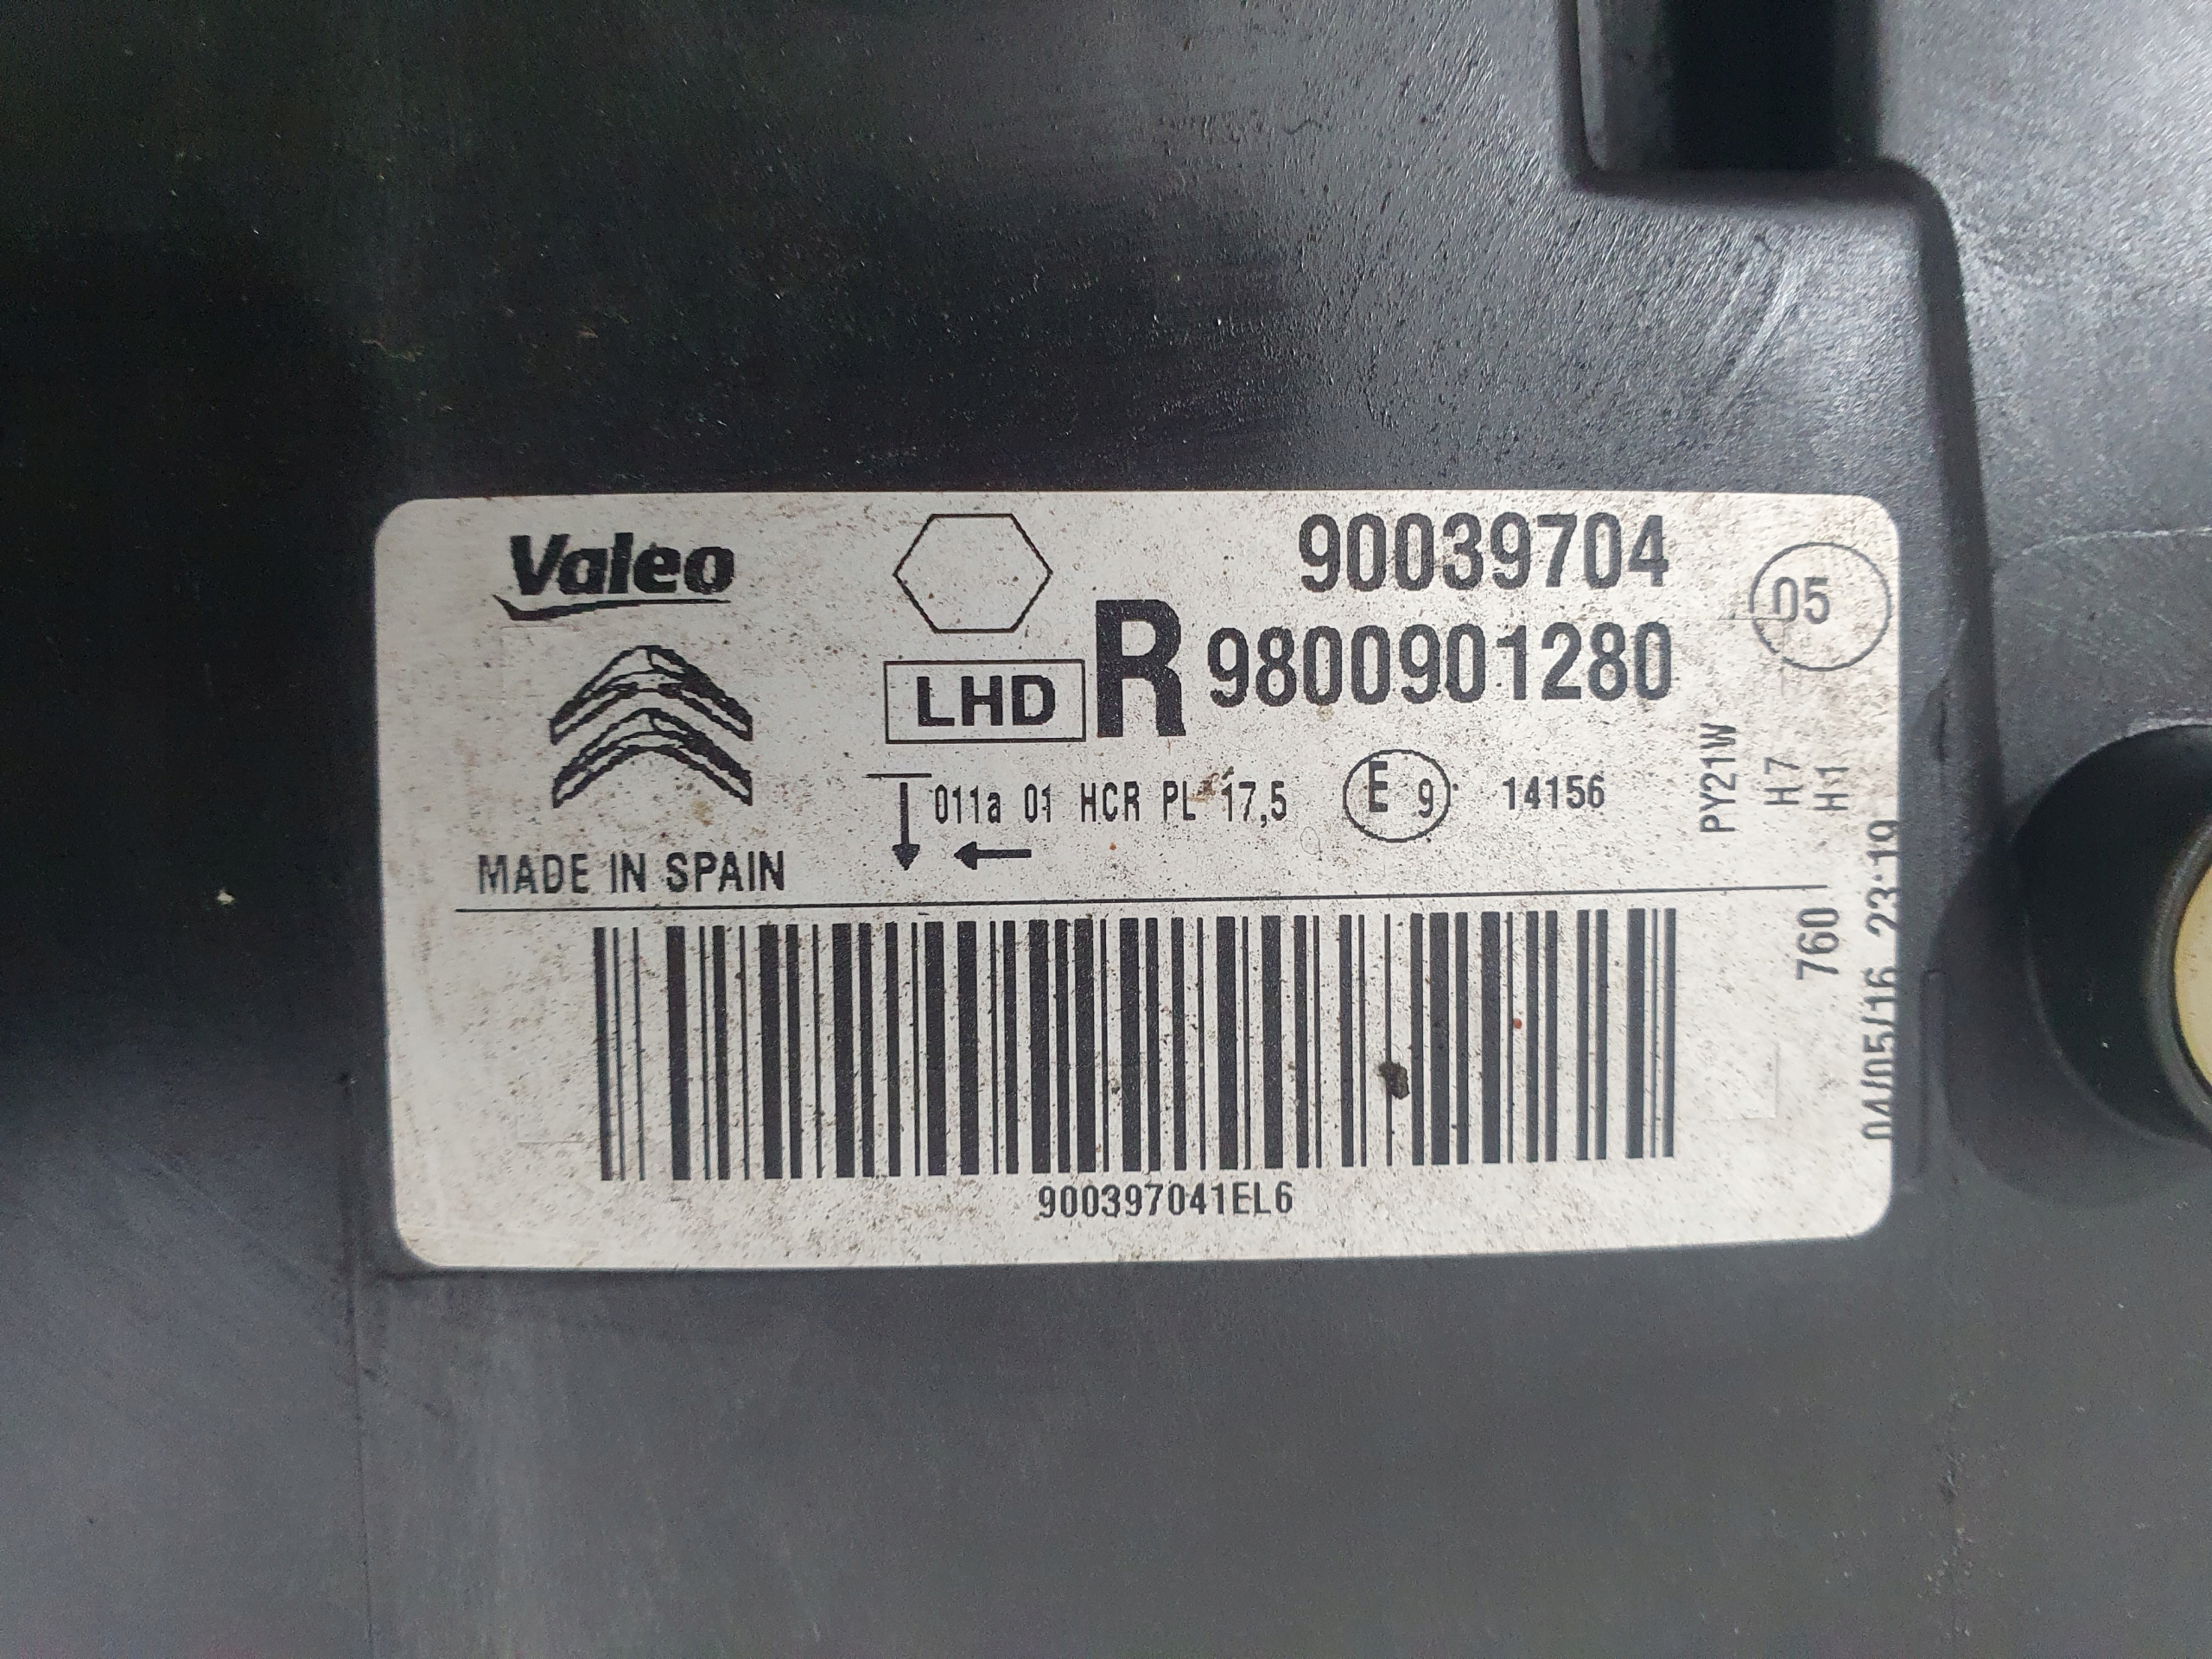 Valeo
90039704
05
LHD
R 9800901280
011a 01 HCR PL 17,5
E 9
14156
PY21W
H7
H1
MADE IN SPAIN
760
04/05/16 23:19
900397041EL6